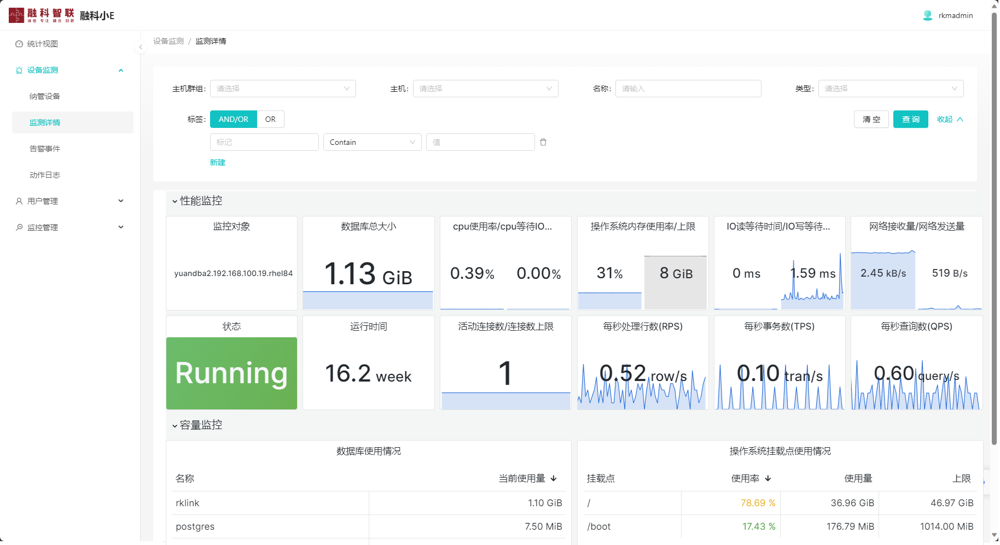 融科智联
诚信 专注 融合 创新
融科小E
rkmadmin
统计视图
设备监测
纳管设备
监测详情
告警事件
动作日志
用户管理
监控管理
设备监测 / 监测详情
主机群组: 请选择
主机: 请选择
名称: 请输入
类型: 请选择
标签: AND/OR OR
清 空 查 询 收起
标记 Contain 值
新建
性能监控
监控对象
yuandba2.192.168.100.19.rhel84
数据库总大小
1.13 GiB
cpu使用率/cpu等待IO...
0.39% 0.00%
操作系统内存使用率/上限
31% 8 GiB
IO读等待时间/IO写等待...
0 ms 1.59 ms
网络接收量/网络发送量
2.45 kB/s 519 B/s
状态
Running
运行时间
16.2 week
活动连接数/连接数上限
1
每秒处理行数(RPS)
0.52 row/s
每秒事务数(TPS)
0.10 tran/s
每秒查询数(QPS)
0.60 query/s
容量监控
数据库使用情况
名称 当前使用量
rklink 1.10 GiB
postgres 7.50 MiB
操作系统挂载点使用情况
挂载点 使用率 使用量 上限
/ 78.69 % 36.96 GiB 46.97 GiB
/boot 17.43 % 176.79 MiB 1014.00 MiB